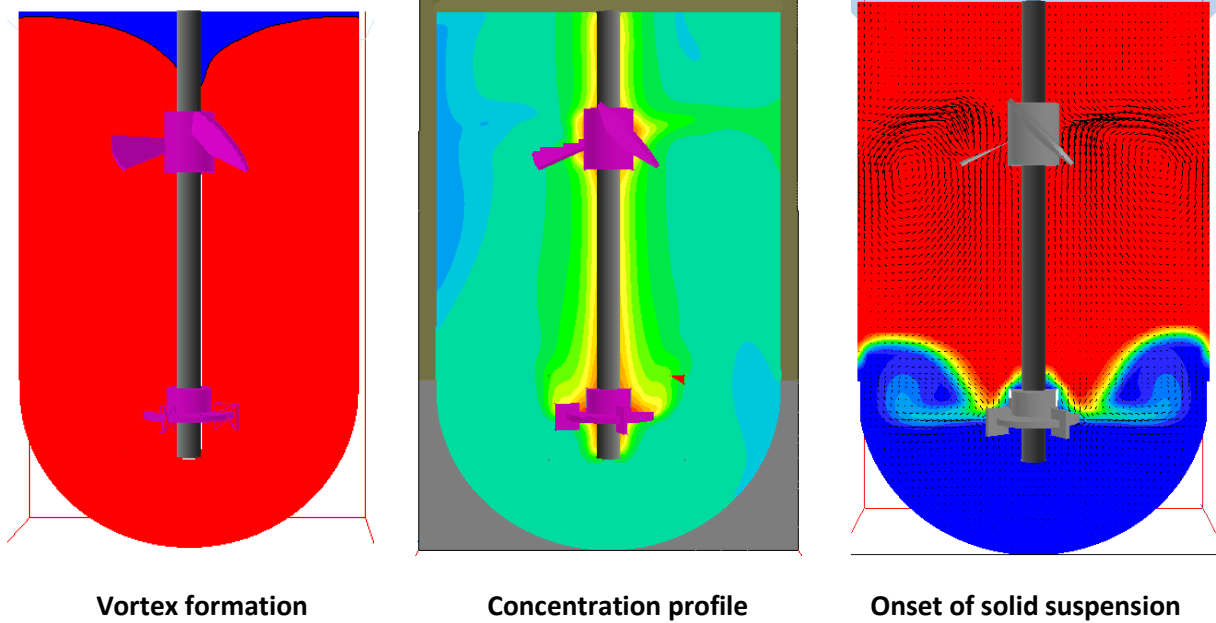 Vortex formation
Concentration profile
Onset of solid suspension